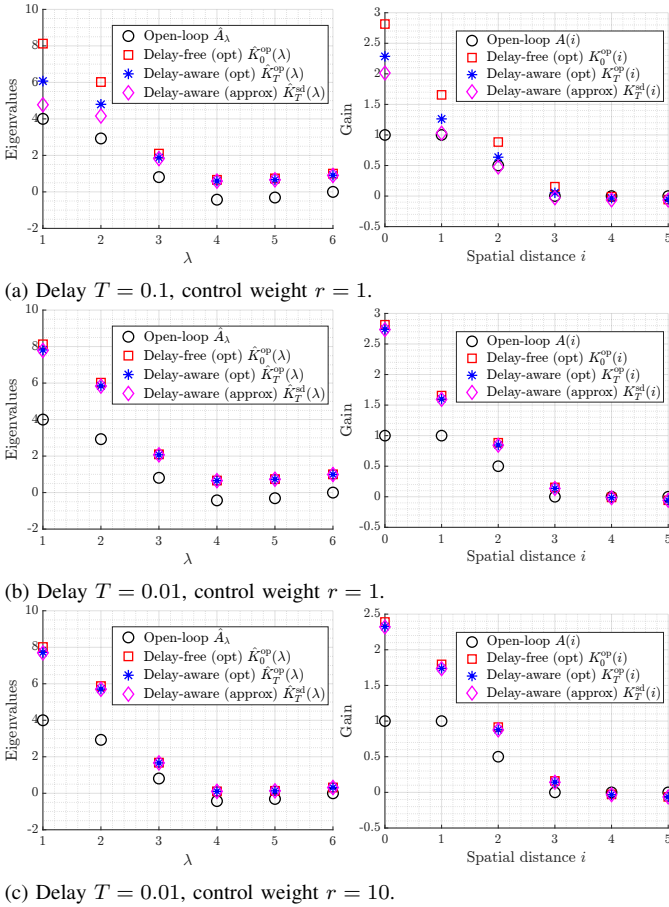 10
8
6
4
2
0
-2
Eigenvalues
Open-loop Â_λ
Delay-free (opt) K̂_0^op(λ)
Delay-aware (opt) K̂_T^op(λ)
Delay-aware (approx) K̂_T^sd(λ)
1 2 3 4 5 6
λ
3
2.5
2
1.5
1
0.5
0
-0.5
Gain
Open-loop A(i)
Delay-free (opt) K_0^op(i)
Delay-aware (opt) K_T^op(i)
Delay-aware (approx) K_T^sd(i)
0 1 2 3 4 5
Spatial distance i
(a) Delay T = 0.1, control weight r = 1.
10
8
6
4
2
0
-2
Eigenvalues
Open-loop Â_λ
Delay-free (opt) K̂_0^op(λ)
Delay-aware (opt) K̂_T^op(λ)
Delay-aware (approx) K̂_T^sd(λ)
1 2 3 4 5 6
λ
3
2.5
2
1.5
1
0.5
0
-0.5
Gain
Open-loop A(i)
Delay-free (opt) K_0^op(i)
Delay-aware (opt) K_T^op(i)
Delay-aware (approx) K_T^sd(i)
0 1 2 3 4 5
Spatial distance i
(b) Delay T = 0.01, control weight r = 1.
10
8
6
4
2
0
-2
Eigenvalues
Open-loop Â_λ
Delay-free (opt) K̂_0^op(λ)
Delay-aware (opt) K̂_T^op(λ)
Delay-aware (approx) K̂_T^sd(λ)
1 2 3 4 5 6
λ
2.5
2
1.5
1
0.5
0
-0.5
Gain
Open-loop A(i)
Delay-free (opt) K_0^op(i)
Delay-aware (opt) K_T^op(i)
Delay-aware (approx) K_T^sd(i)
0 1 2 3 4 5
Spatial distance i
(c) Delay T = 0.01, control weight r = 10.